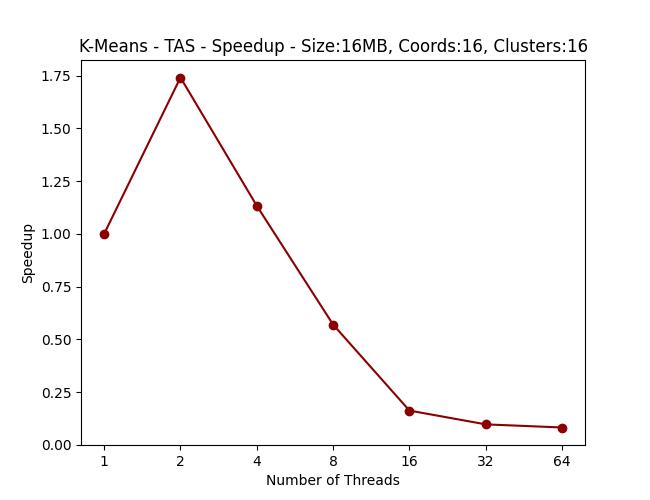 K-Means - TAS - Speedup - Size:16MB, Coords:16, Clusters:16
1.75
1.50
1.25
1.00
0.75
0.50
0.25
0.00
Speedup
1 2 4 8 16 32 64
Number of Threads